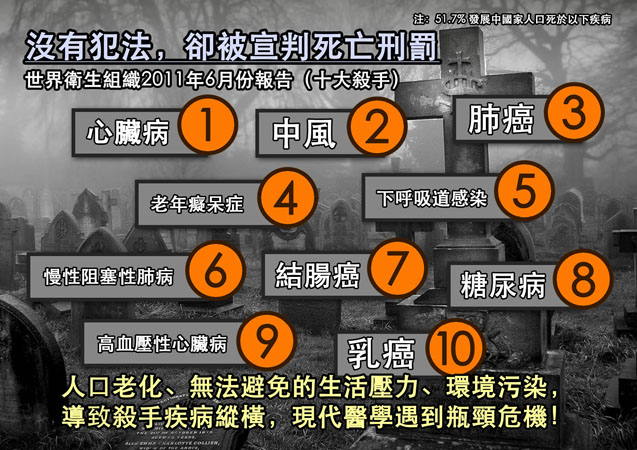 注: 51.7% 發展中國家人口死於以下疾病
沒有犯法，卻被宣判死亡刑罰
世界衛生組織2011年6月份報告（十大殺手）
心臟病 1
中風 2
肺癌 3
老年癡呆症 4
下呼吸道感染 5
慢性阻塞性肺病 6
結腸癌 7
糖尿病 8
高血壓性心臟病 9
乳癌 10
人口老化、無法避免的生活壓力、環境污染，
導致殺手疾病縱橫，現代醫學遇到瓶頸危機!